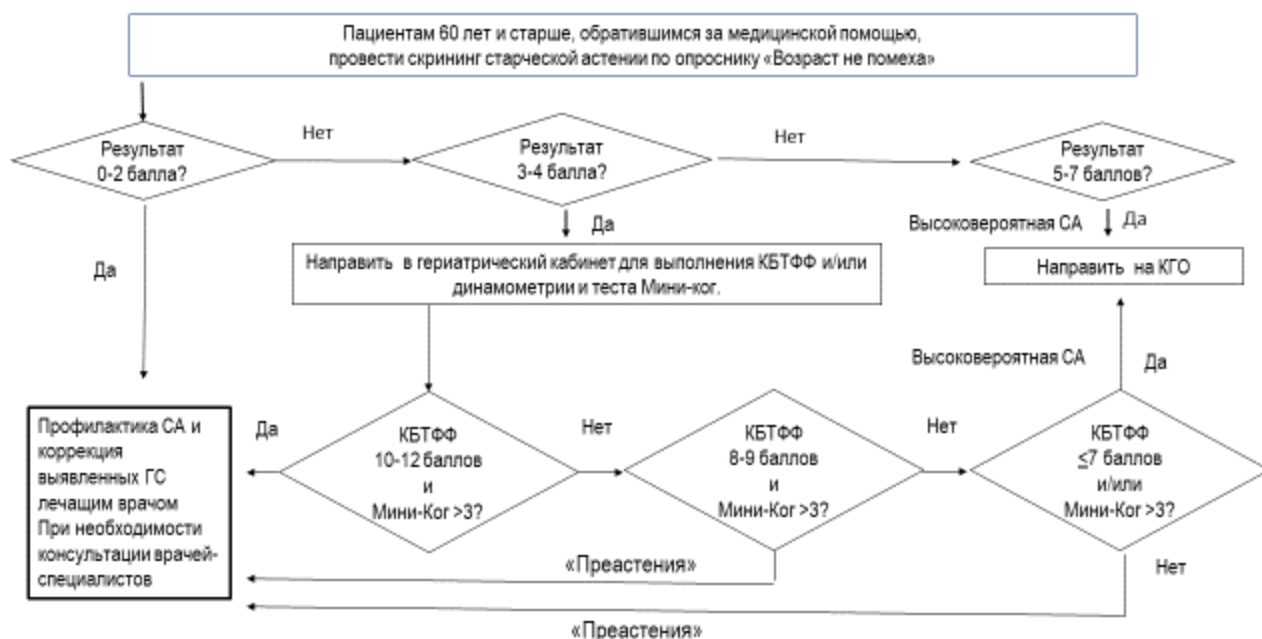 Пациентам 60 лет и старше, обратившимся за медицинской помощью,
провести скрининг старческой астении по опроснику «Возраст не помеха»
Результат
0-2 балла?
Нет
Результат
3-4 балла?
Нет
Результат
5-7 баллов?
Да
Да
Высоковероятная СА
Да
Направить в гериатрический кабинет для выполнения КБТФФ и/или
динамометрии и теста Мини-ког.
Направить на КГО
Высоковероятная СА
Да
Профилактика СА и
коррекция
выявленных ГС
лечащим врачом
При необходимости
консультации врачей-
специалистов
Да
КБТФФ
10-12 баллов
и
Мини-Ког >3?
Нет
КБТФФ
8-9 баллов
и
Мини-Ког >3?
Нет
КБТФФ
≤7 баллов
и/или
Мини-Ког >3?
«Преастения»
Нет
«Преастения»